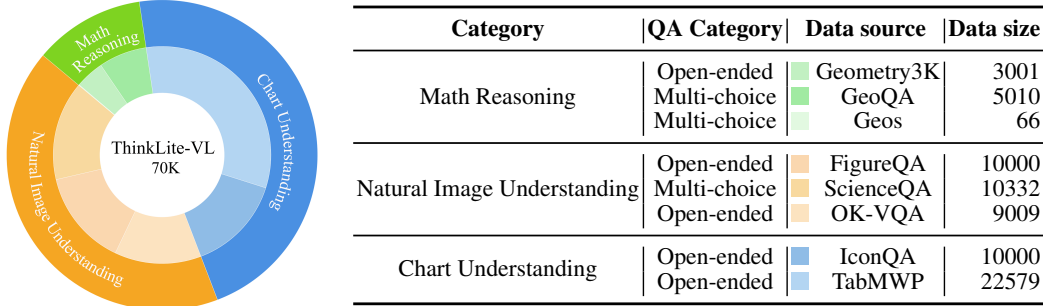 Math
Reasoning
Chart Understanding
Natural Image Understanding
ThinkLite-VL
70K
Category QA Category Data source Data size
Math Reasoning
Open-ended Geometry3K 3001
Multi-choice GeoQA 5010
Multi-choice Geos 66
Natural Image Understanding
Open-ended FigureQA 10000
Multi-choice ScienceQA 10332
Open-ended OK-VQA 9009
Chart Understanding
Open-ended IconQA 10000
Open-ended TabMWP 22579